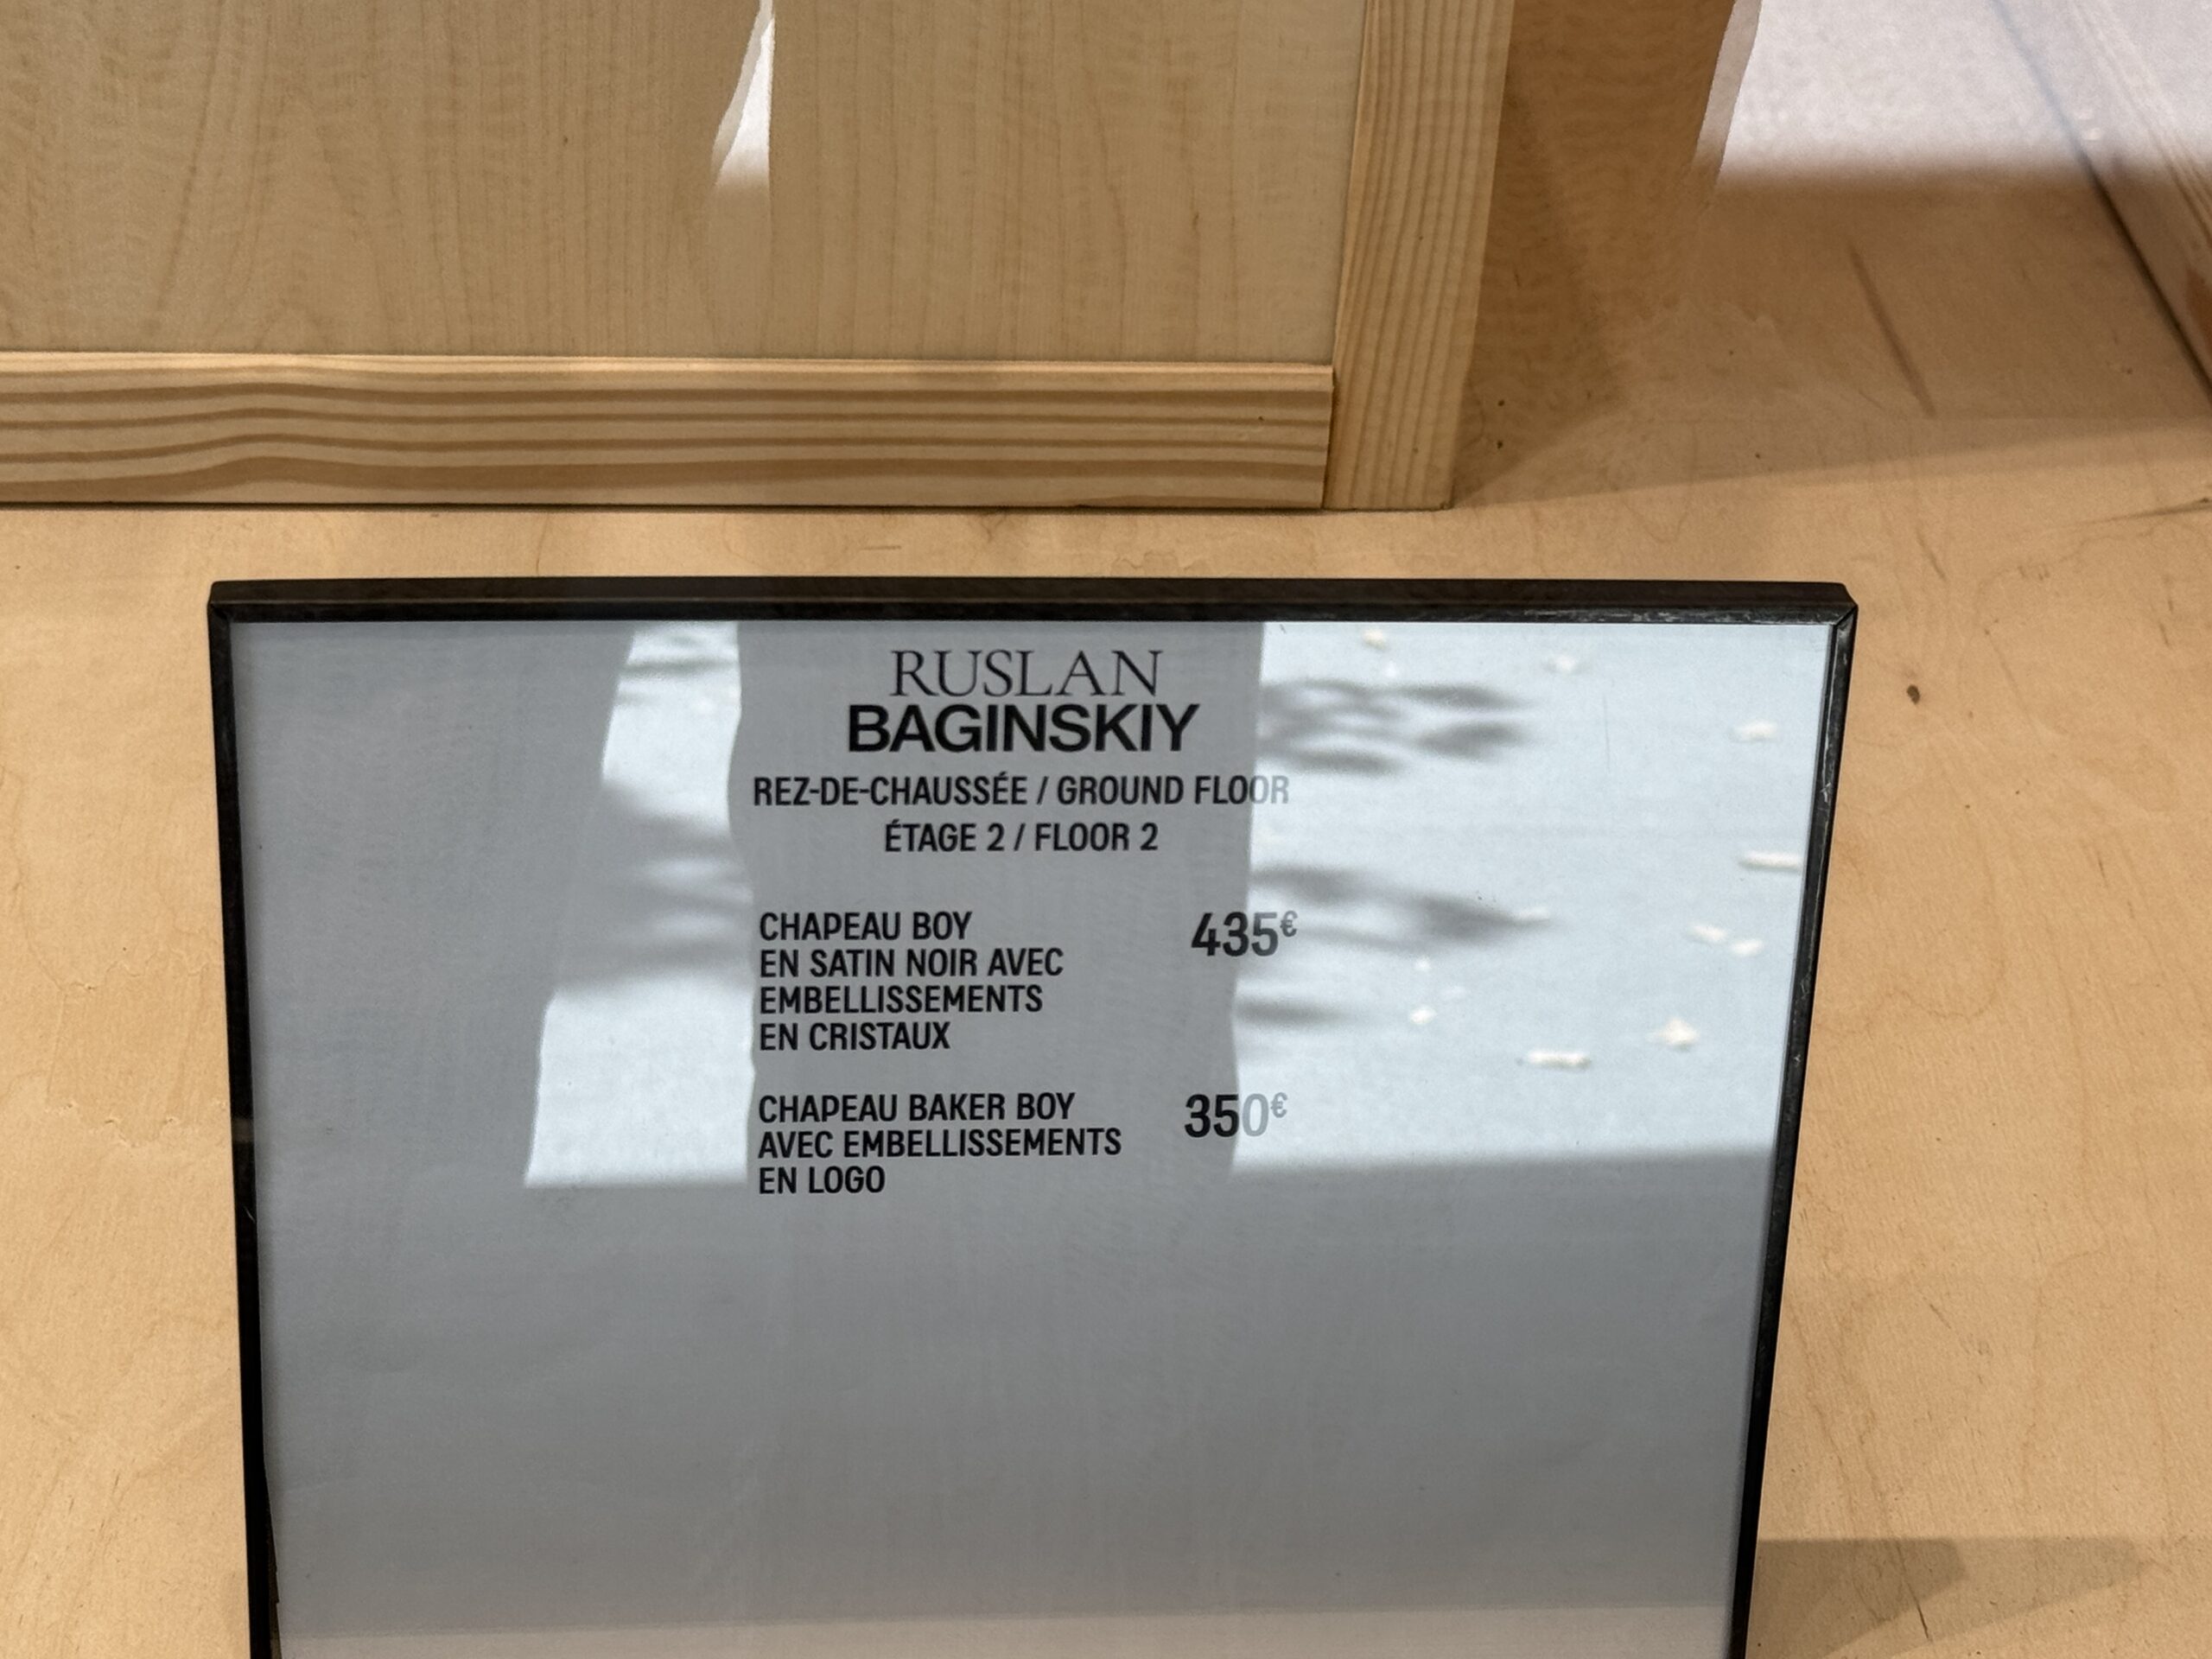 RUSLAN
BAGINSKIY
REZ-DE-CHAUSSÉE / GROUND FLOOR
ÉTAGE 2 / FLOOR 2
CHAPEAU BOY 435€
EN SATIN NOIR AVEC
EMBELLISSEMENTS
EN CRISTAUX
CHAPEAU BAKER BOY 350€
AVEC EMBELLISSEMENTS
EN LOGO